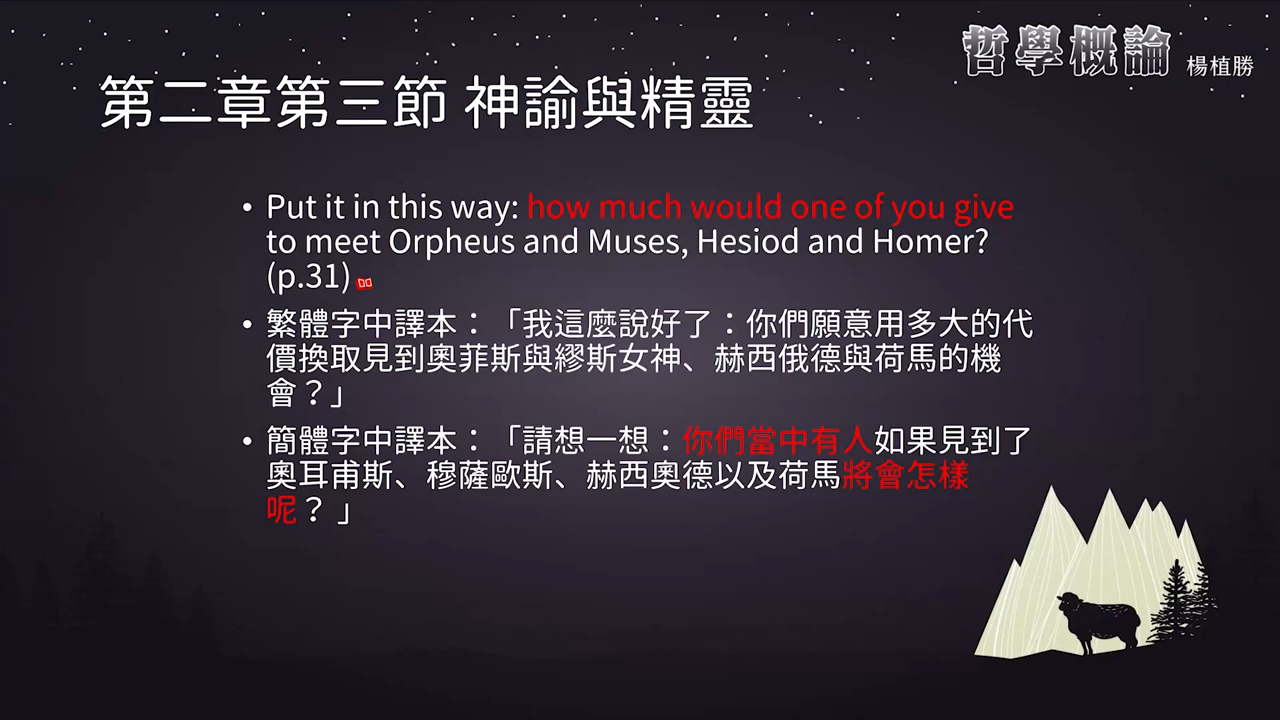 哲學概論 楊植勝
第二章第三節 神諭與精靈
• Put it in this way: how much would one of you give
to meet Orpheus and Muses, Hesiod and Homer?
(p.31)
• 繁體字中譯本：「我這麼說好了：你們願意用多大的代
價換取見到奧菲斯與繆斯女神、赫西俄德與荷馬的機
會？」
• 簡體字中譯本：「請想一想：你們當中有人如果見到了
奧耳甫斯、穆薩歐斯、赫西奧德以及荷馬將會怎樣
呢？ 」